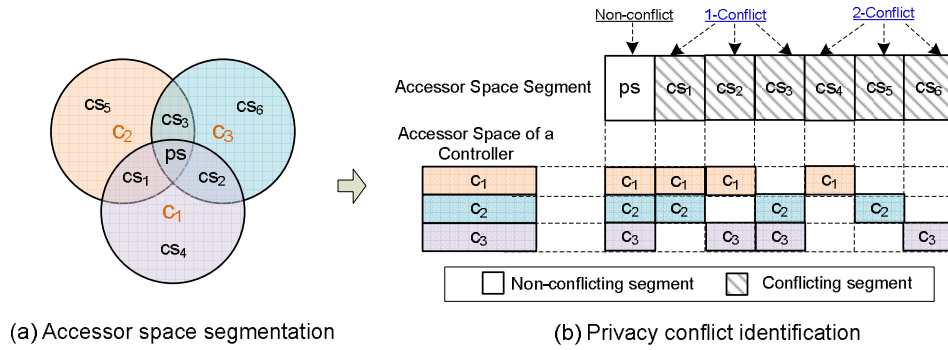 Non-conflict 1-Conflict 2-Conflict
Accessor Space Segment ps cs1 cs2 cs3 cs4 cs5 cs6
cs5 cs6
cs3
c2 c3
ps
cs1 cs2
c1
cs4
Accessor Space of a
Controller
c1 c1 c1 c1 c1
c2 c2 c2 c2 c2
c3 c3 c3 c3 c3
Non-conflicting segment Conflicting segment
(a) Accessor space segmentation (b) Privacy conflict identification